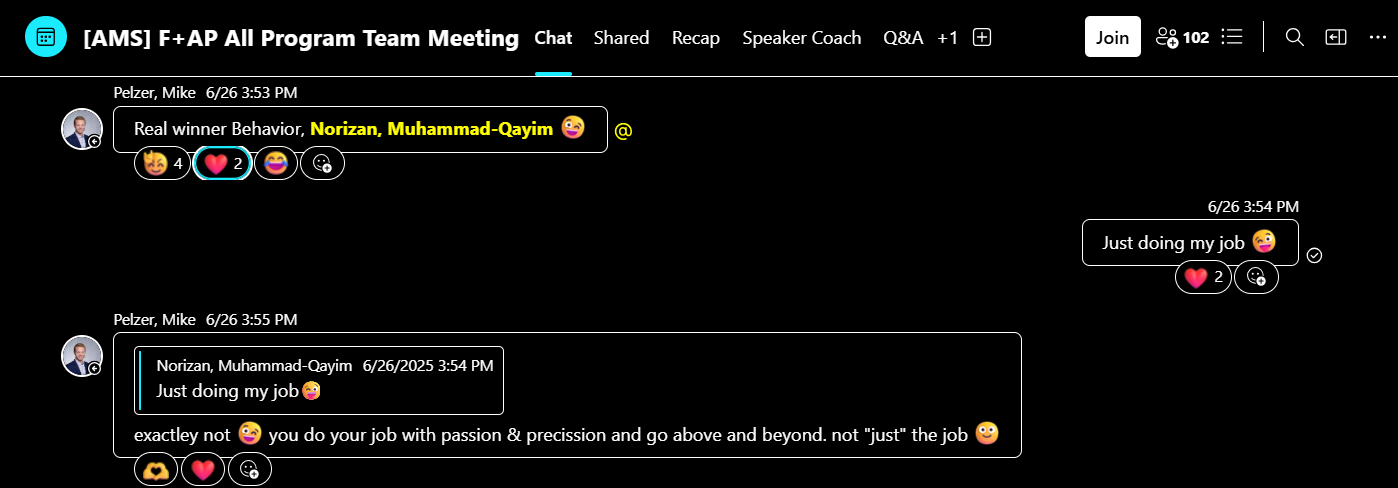 [AMS] F+AP All Program Team Meeting Chat Shared Recap Speaker Coach Q&A +1 Join 102
Pelzer, Mike 6/26 3:53 PM
Real winner Behavior, Norizan, Muhammad-Qayim 😉 @
4 2
6/26 3:54 PM
Just doing my job 😜
2
Pelzer, Mike 6/26 3:55 PM
Norizan, Muhammad-Qayim 6/26/2025 3:54 PM
Just doing my job😜
exactley not 😉 you do your job with passion & precission and go above and beyond. not "just" the job 🙂